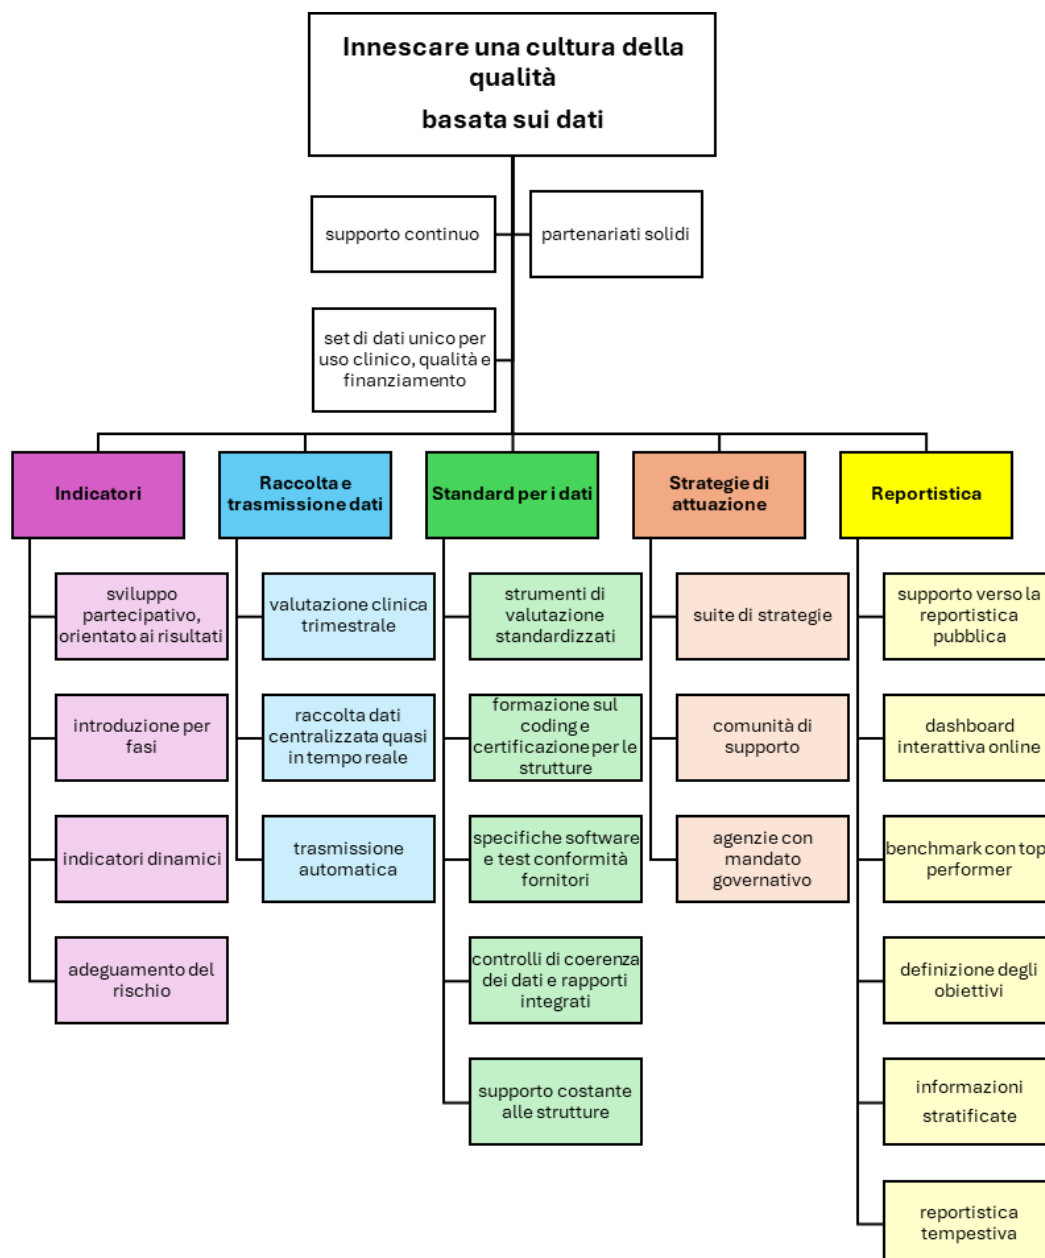 Innescare una cultura della
qualità
basata sui dati
supporto continuo
partenariati solidi
set di dati unico per
uso clinico, qualità e
finanziamento
Indicatori
Raccolta e
trasmissione dati
Standard per i dati
Strategie di
attuazione
Reportistica
sviluppo
partecipativo,
orientato ai risultati
introduzione per
fasi
indicatori dinamici
adeguamento del
rischio
valutazione clinica
trimestrale
raccolta dati
centralizzata quasi
in tempo reale
trasmissione
automatica
strumenti di
valutazione
standardizzati
formazione sul
coding e
certificazione per le
strutture
specifiche software
e test conformità
fornitori
controlli di coerenza
dei dati e rapporti
integrati
supporto costante
alle strutture
suite di strategie
comunità di
supporto
agenzie con
mandato
governativo
supporto verso la
reportistica
pubblica
dashboard
interattiva online
benchmark con top
performer
definizione degli
obiettivi
informazioni
stratificate
reportistica
tempestiva